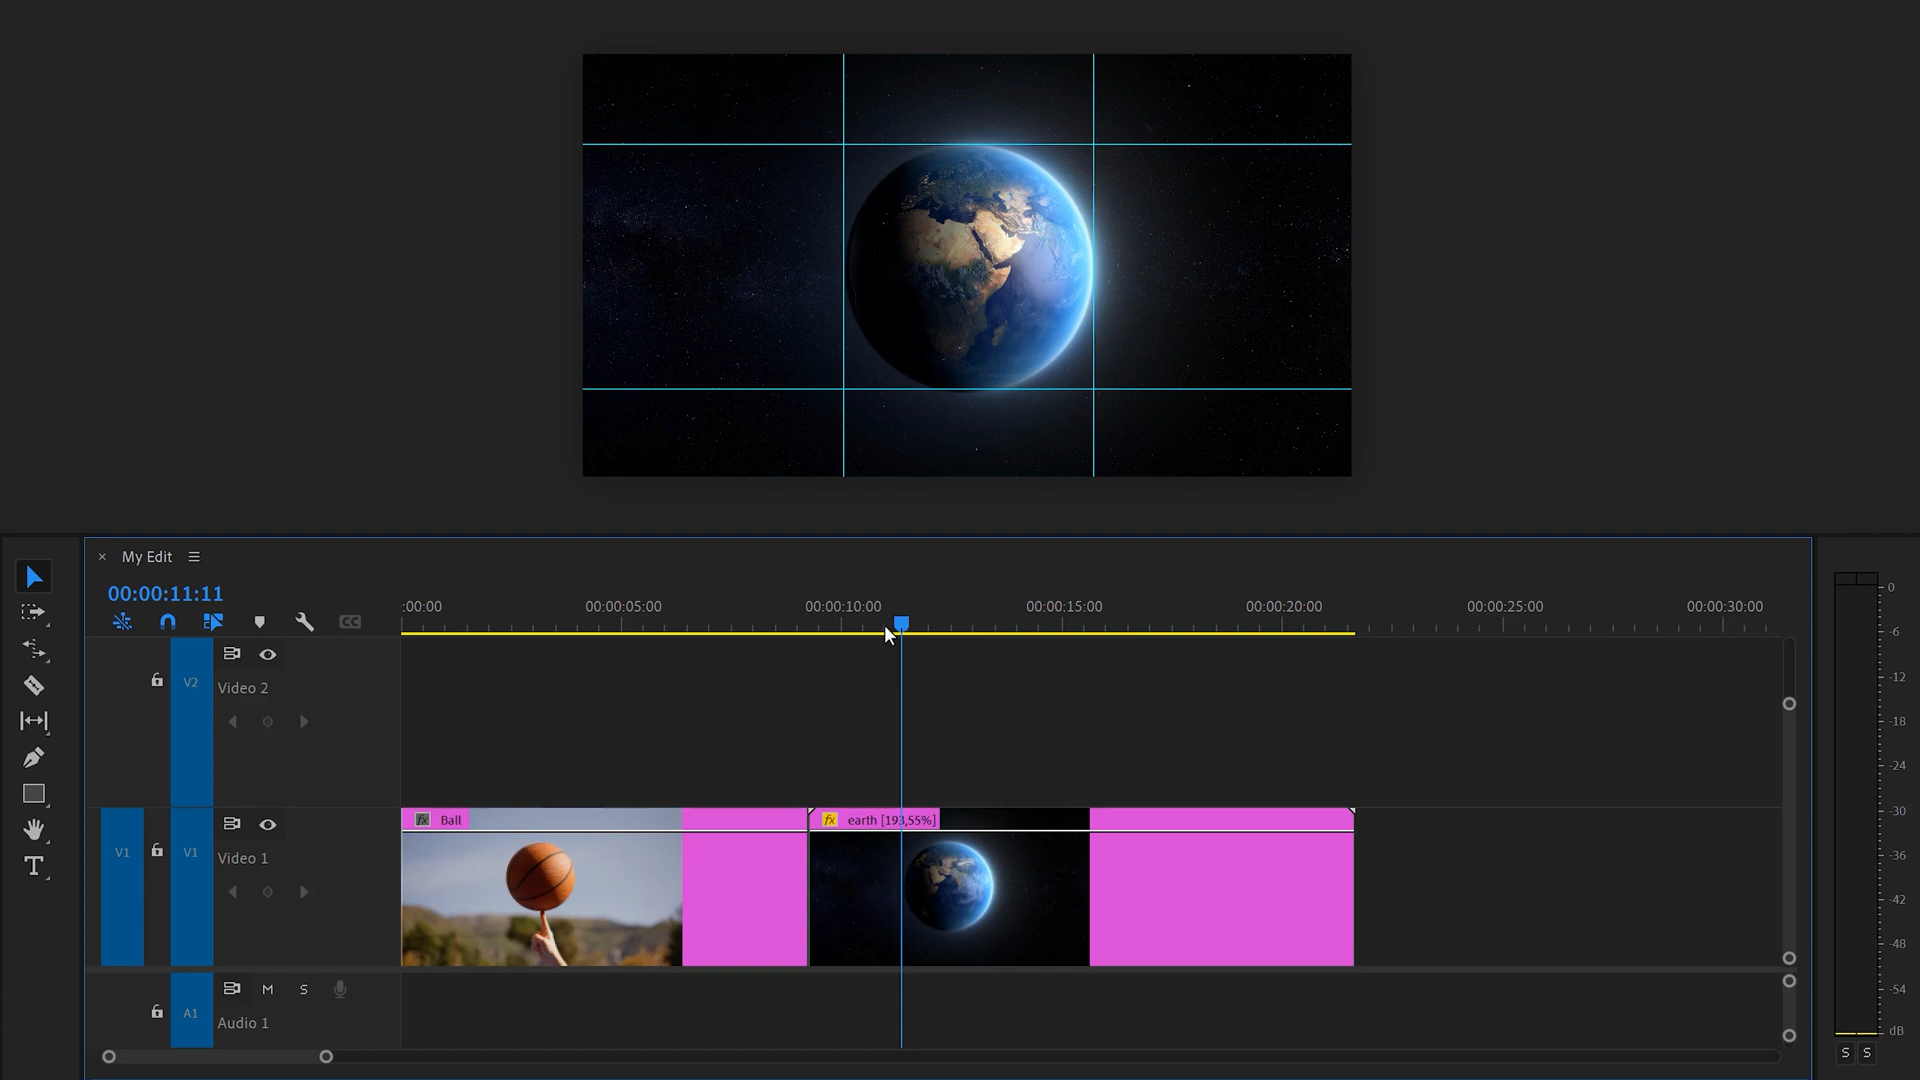 × My Edit
00:00:11:11
:00:00 00:00:05:00 00:00:10:00 00:00:15:00 00:00:20:00 00:00:25:00 00:00:30:00
CC
V2 Video 2
fx Ball
fx earth [193,55%]
V1 V1 Video 1
M S
A1 Audio 1
T
0
-6
-12
-18
-24
-30
-36
-42
-48
-54
dB
S S